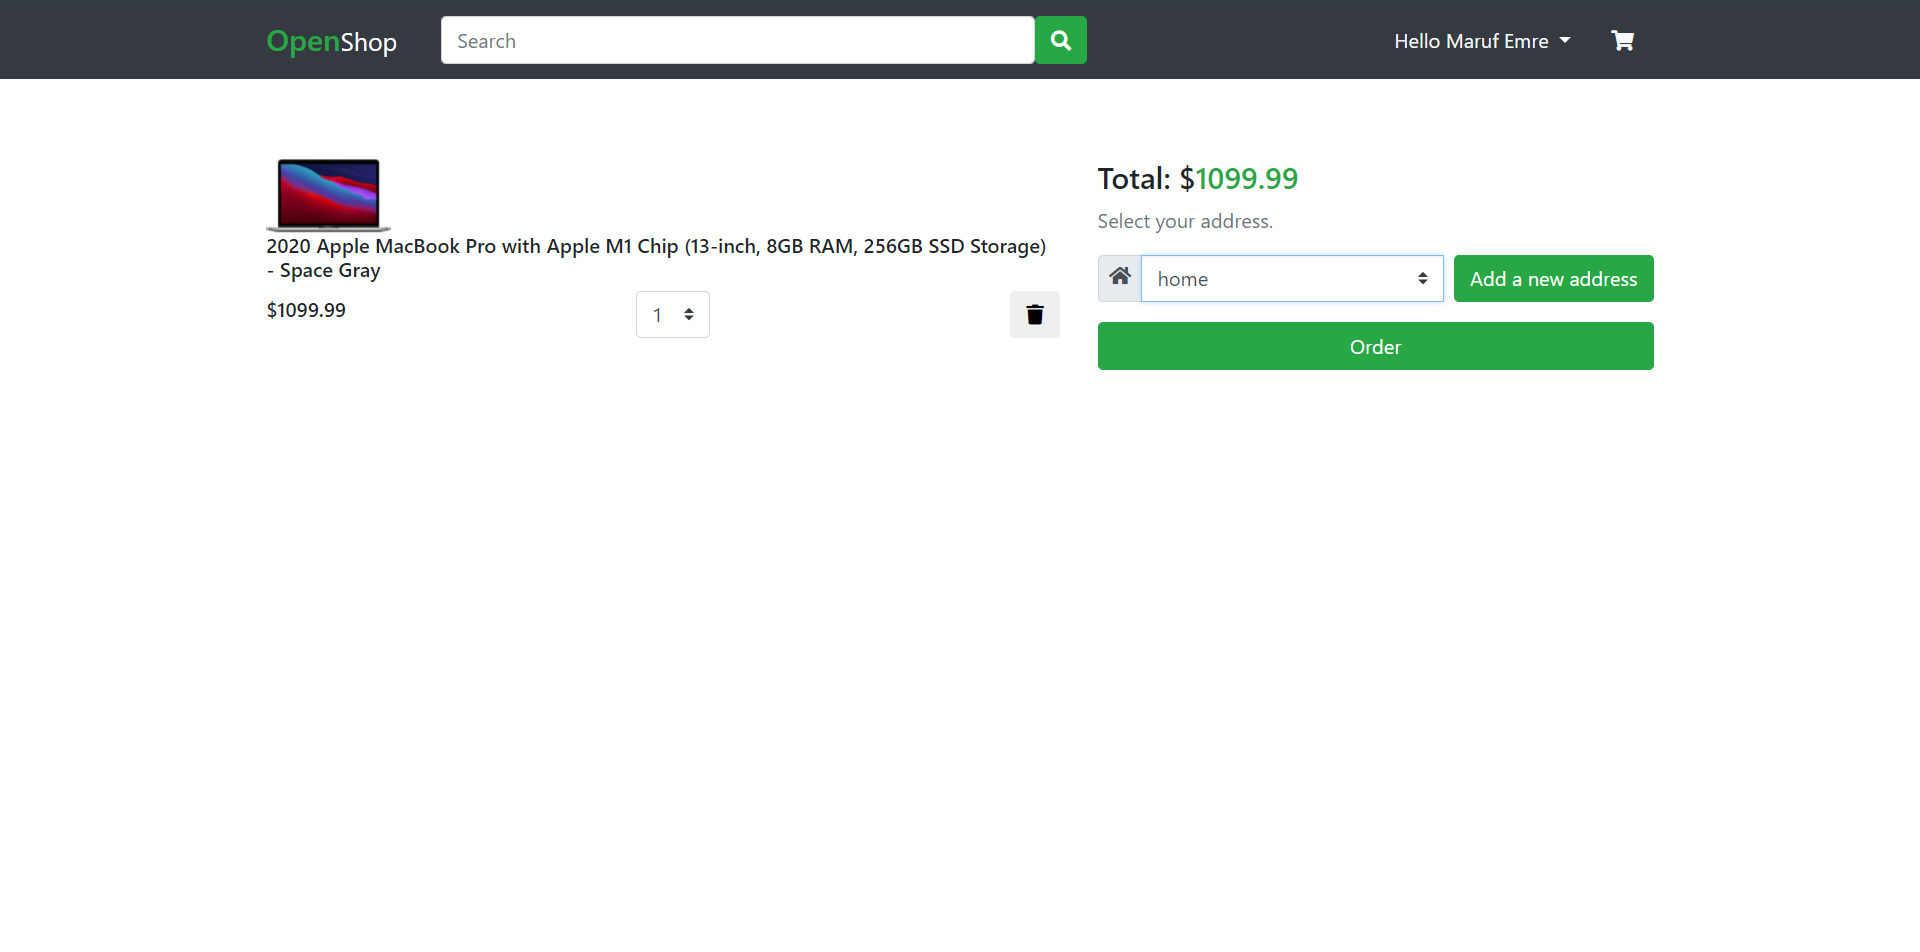 OpenShop
Search
Hello Maruf Emre
2020 Apple MacBook Pro with Apple M1 Chip (13-inch, 8GB RAM, 256GB SSD Storage)
- Space Gray
$1099.99
1
Total: $1099.99
Select your address.
home
Add a new address
Order